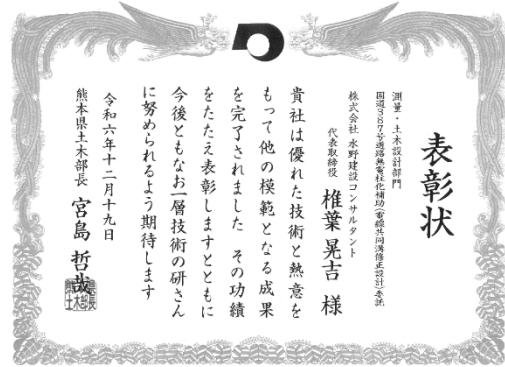 表彰状
測量・土木設計部門
国道387号道路無電柱化補助(電線共同溝修正設計)委託
株式会社 水野建設コンサルタント
代表取締役 椎葉 晃吉 様
貴社は優れた技術と熱意を
もって他の模範となる成果
を完了されました その功績
をたたえ表彰しますとともに
今後ともなお一層技術の研さん
に努められるよう期待します
令和六年十二月十九日
熊本県土木部長 宮島 哲哉